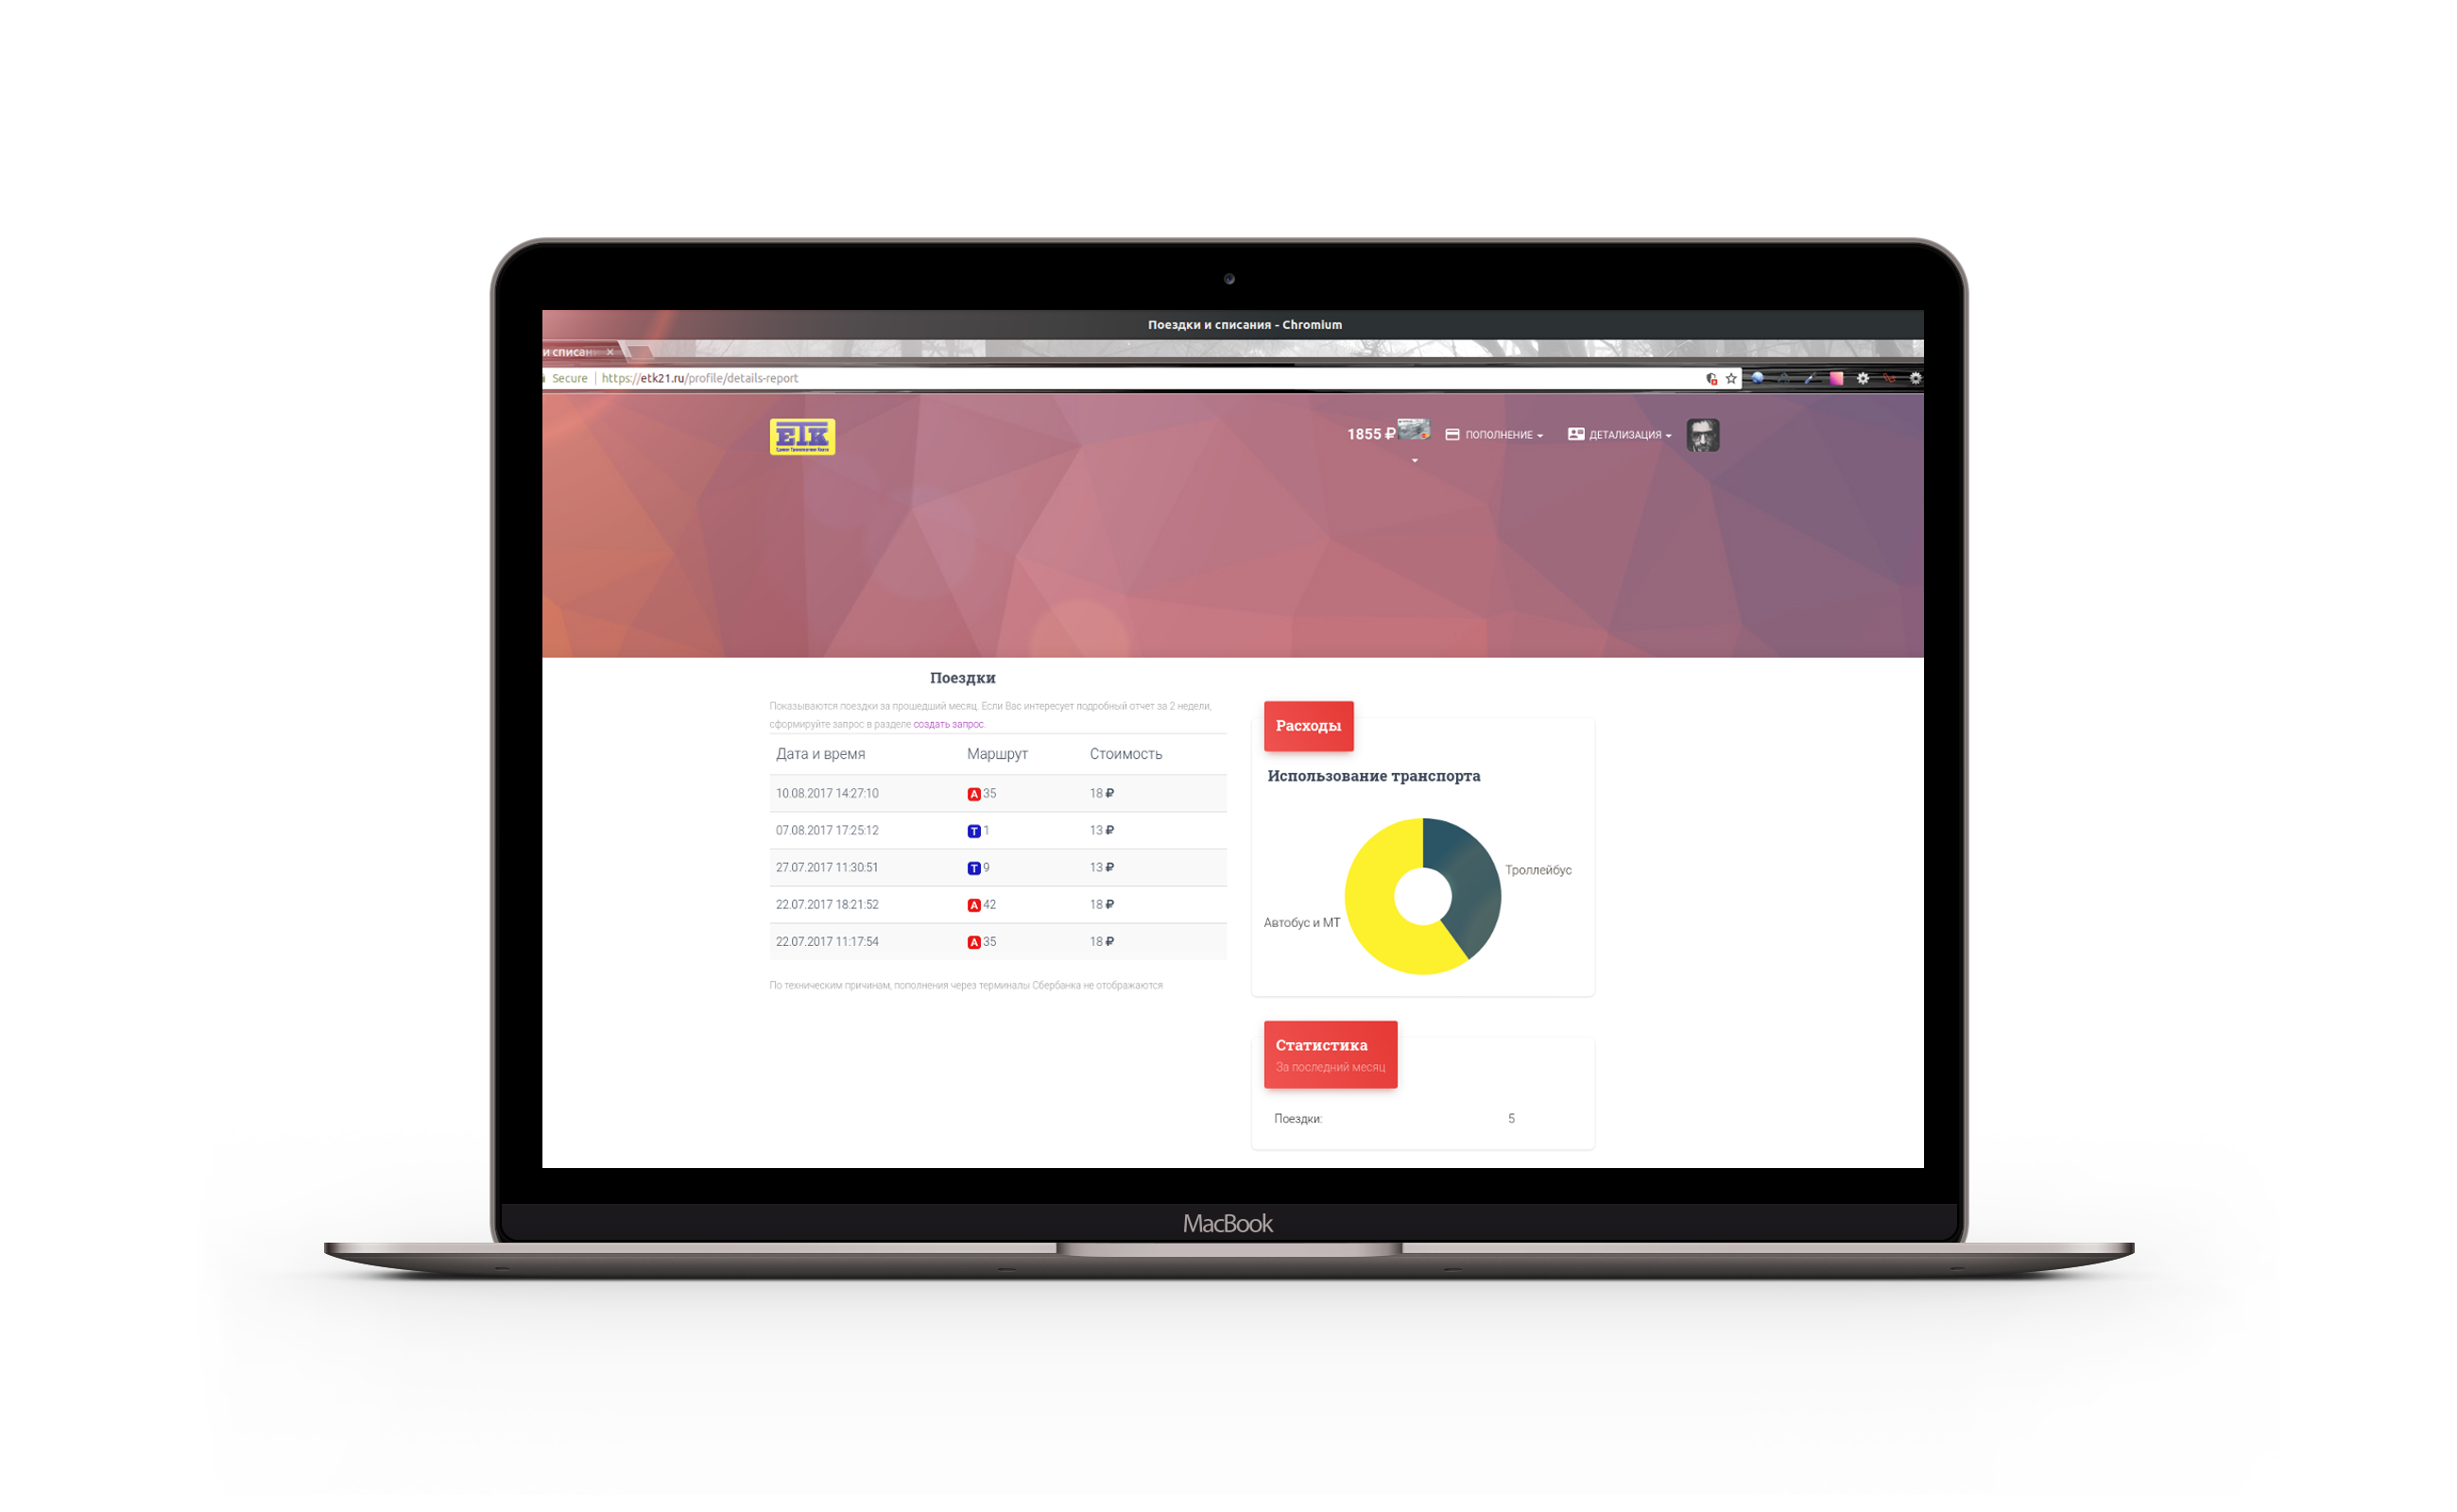 Поездки и списания - Chromium
и списан
Secure https://etk21.ru/profile/details-report
ЕТК
1855 ₽ ПОПОЛНЕНИЕ ДЕТАЛИЗАЦИЯ
Поездки
Показываются поездки за прошедший месяц. Если Вас интересует подробный отчет за 2 недели,
сформируйте запрос в разделе создать запрос.
Дата и время Маршрут Стоимость
10.08.2017 14:27:10 А 35 18 ₽
07.08.2017 17:25:12 Т 1 13 ₽
27.07.2017 11:30:51 Т 9 13 ₽
22.07.2017 18:21:52 А 42 18 ₽
22.07.2017 11:17:54 А 35 18 ₽
По техническим причинам, пополнения через терминалы Сбербанка не отображаются
Расходы
Использование транспорта
Троллейбус
Автобус и МТ
Статистика
За последний месяц
Поездки: 5
MacBook